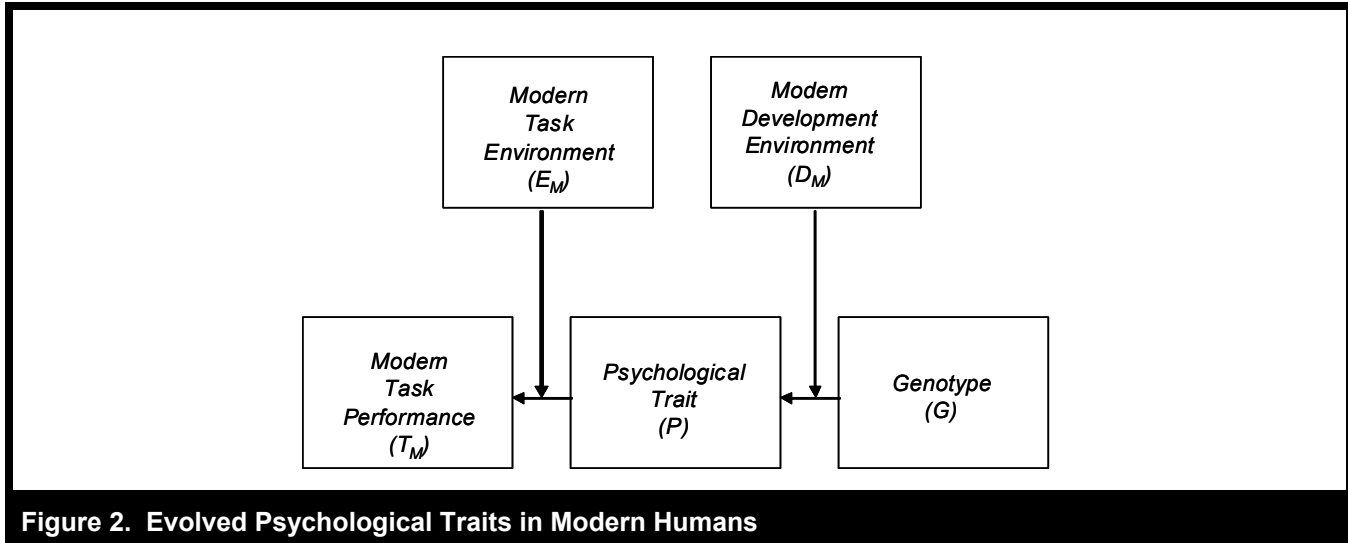 Modern
Task
Environment
(E_M)
Modern
Development
Environment
(D_M)
Modern
Task
Performance
(T_M)
Psychological
Trait
(P)
Genotype
(G)
Figure 2. Evolved Psychological Traits in Modern Humans